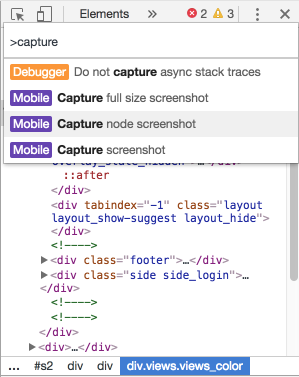 Elements » 2 3
>capture
Debugger Do not capture async stack traces
Mobile Capture full size screenshot
Mobile Capture node screenshot
Mobile Capture screenshot
overlay_state_hidden">…</div>
::after
</div>
<div tabindex="-1" class="layout
layout_show-suggest layout_hide">
</div>
<!---->
▶<div class="footer">…</div>
▶<div class="side side_login">…
</div>
<!---->
<!---->
</div>
▶<div>…</div>
... #s2 div div div.views.views_color